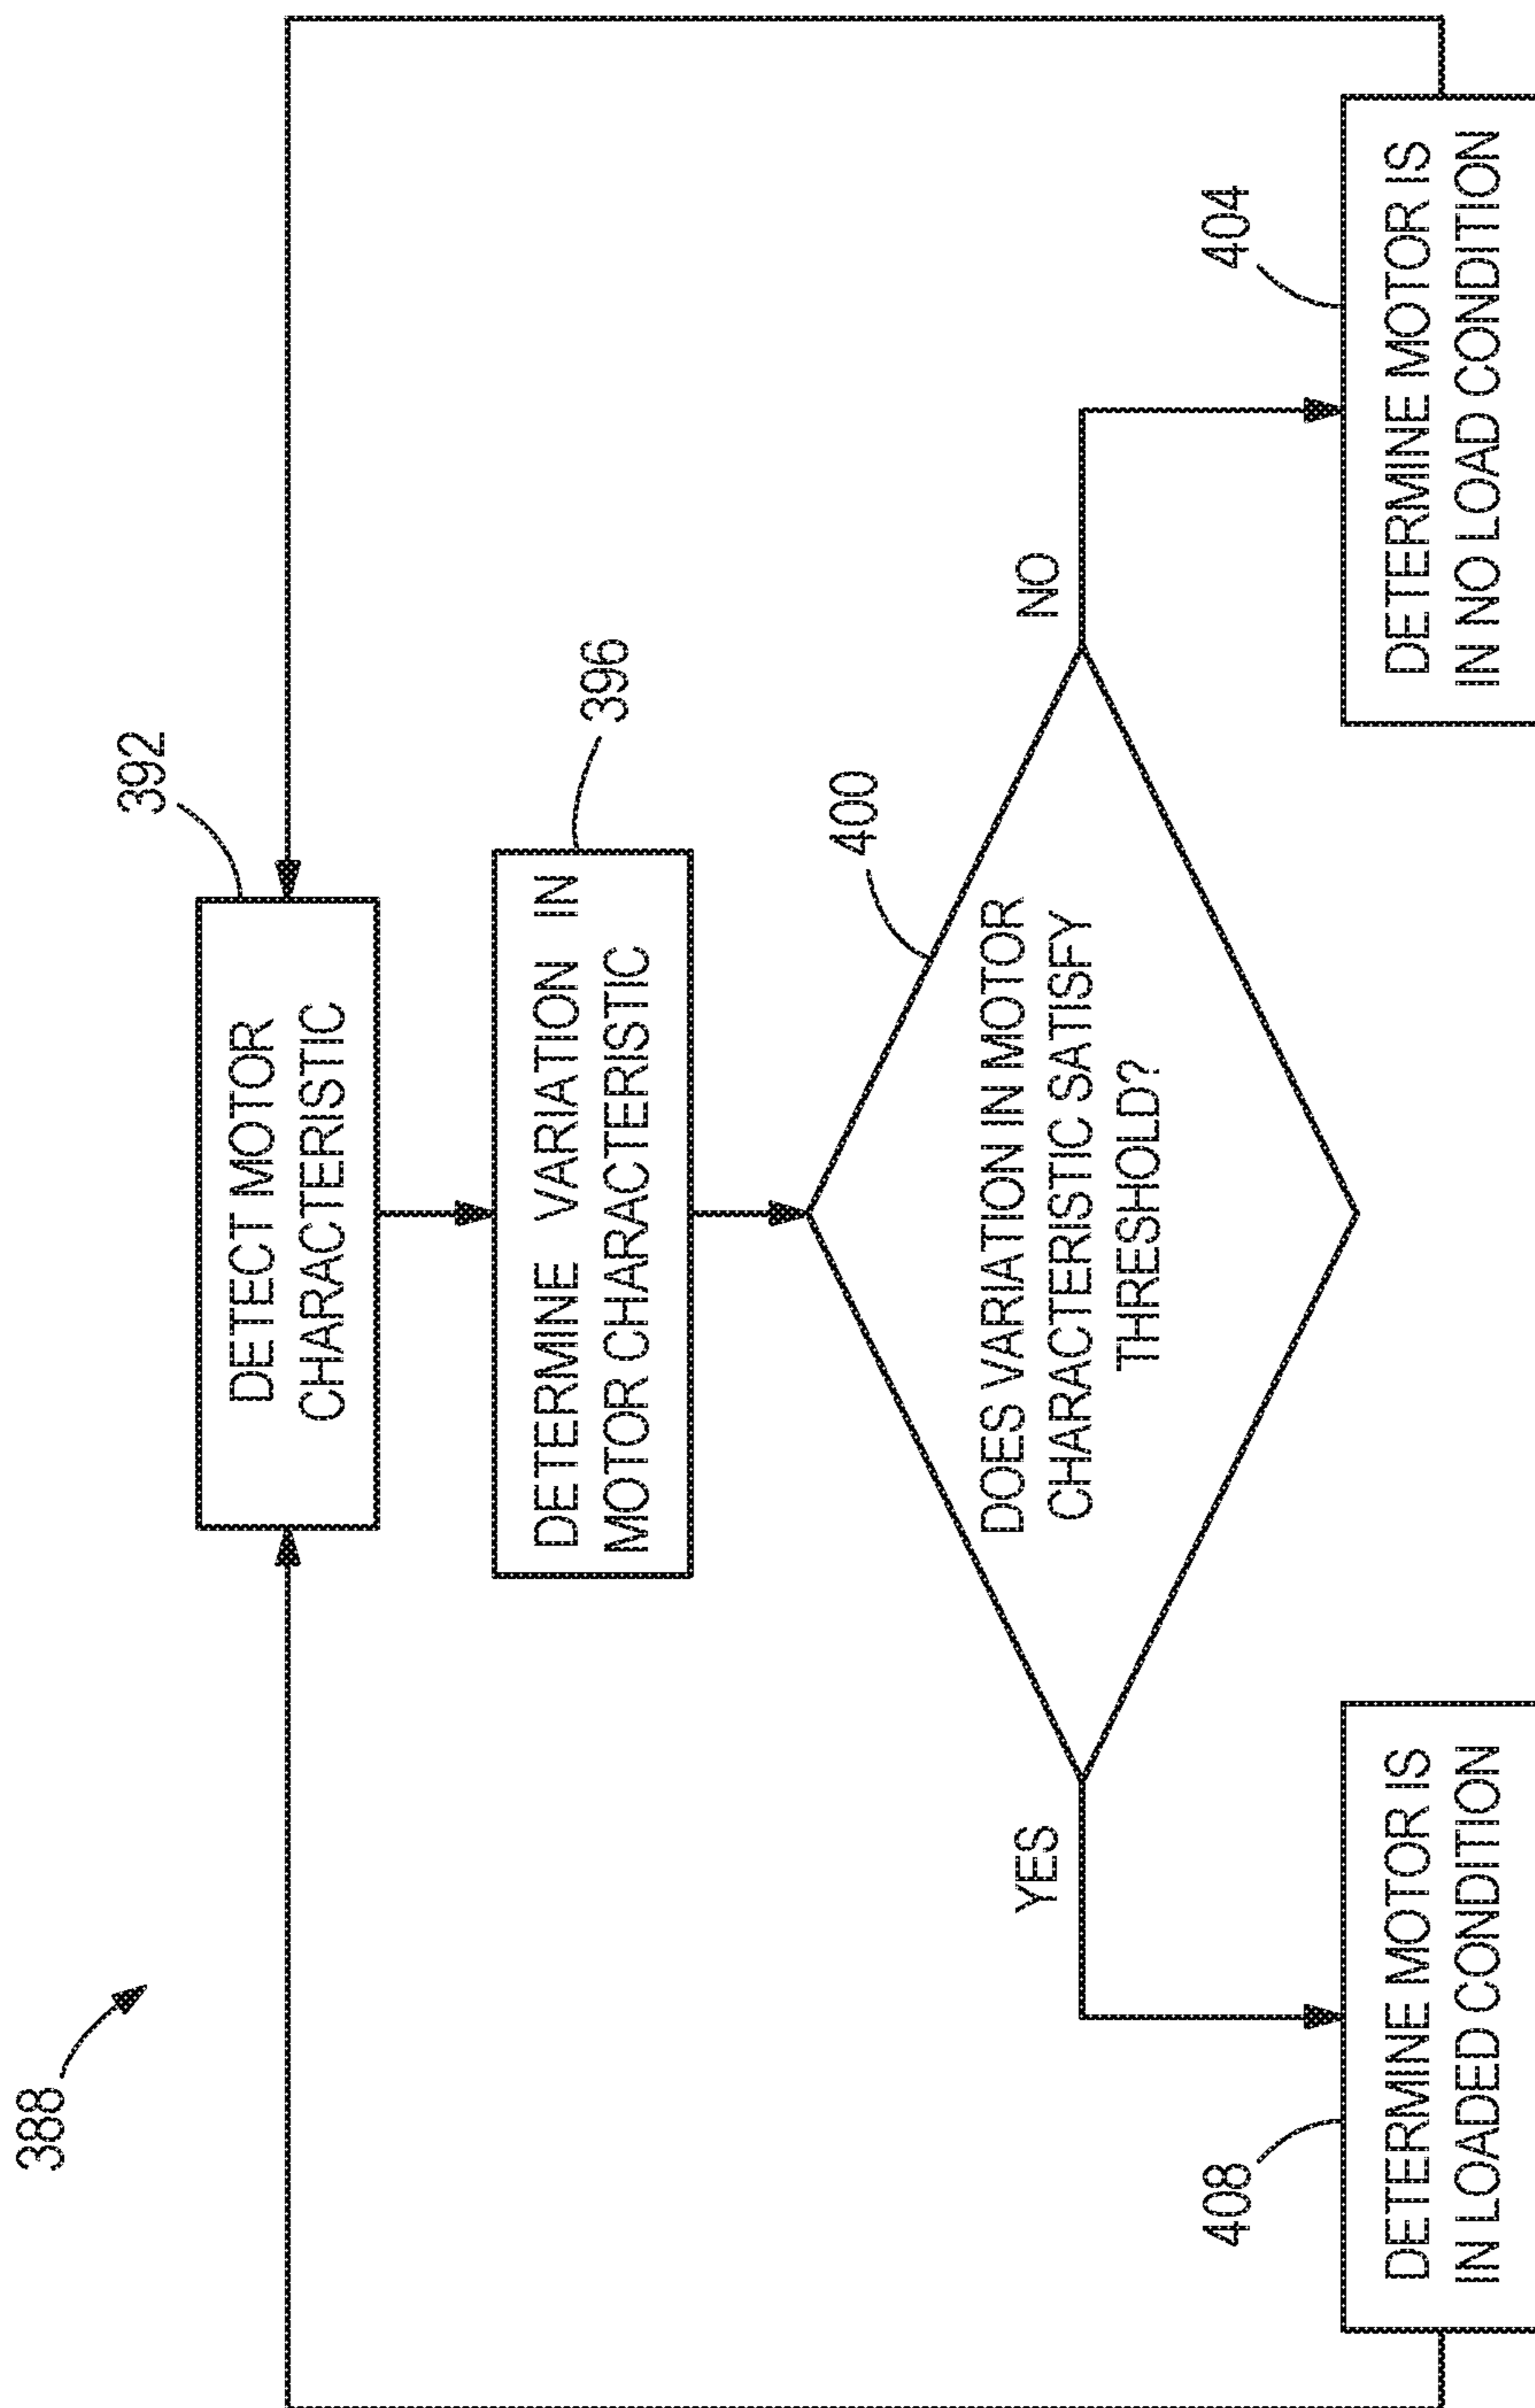 388
392
DETECT MOTOR
CHARACTERISTIC
396
DETERMINE VARIATION IN
MOTOR CHARACTERISTIC
400
DOES VARIATION IN MOTOR
CHARACTERISTIC SATISFY
THRESHOLD?
YES
NO
408
DETERMINE MOTOR IS
IN LOADED CONDITION
404
DETERMINE MOTOR IS
IN NO LOAD CONDITION